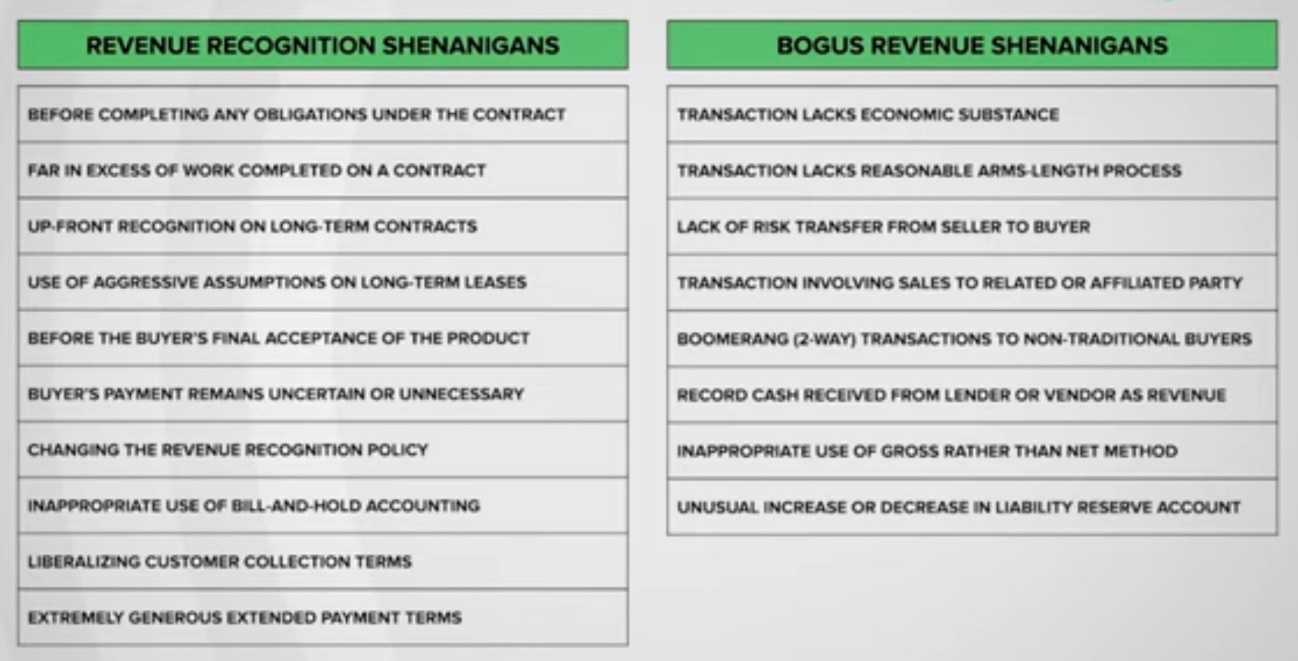 REVENUE RECOGNITION SHENANIGANS
BEFORE COMPLETING ANY OBLIGATIONS UNDER THE CONTRACT
FAR IN EXCESS OF WORK COMPLETED ON A CONTRACT
UP-FRONT RECOGNITION ON LONG-TERM CONTRACTS
USE OF AGGRESSIVE ASSUMPTIONS ON LONG-TERM LEASES
BEFORE THE BUYER'S FINAL ACCEPTANCE OF THE PRODUCT
BUYER'S PAYMENT REMAINS UNCERTAIN OR UNNECESSARY
CHANGING THE REVENUE RECOGNITION POLICY
INAPPROPRIATE USE OF BILL-AND-HOLD ACCOUNTING
LIBERALIZING CUSTOMER COLLECTION TERMS
EXTREMELY GENEROUS EXTENDED PAYMENT TERMS
BOGUS REVENUE SHENANIGANS
TRANSACTION LACKS ECONOMIC SUBSTANCE
TRANSACTION LACKS REASONABLE ARMS-LENGTH PROCESS
LACK OF RISK TRANSFER FROM SELLER TO BUYER
TRANSACTION INVOLVING SALES TO RELATED OR AFFILIATED PARTY
BOOMERANG (2-WAY) TRANSACTIONS TO NON-TRADITIONAL BUYERS
RECORD CASH RECEIVED FROM LENDER OR VENDOR AS REVENUE
INAPPROPRIATE USE OF GROSS RATHER THAN NET METHOD
UNUSUAL INCREASE OR DECREASE IN LIABILITY RESERVE ACCOUNT